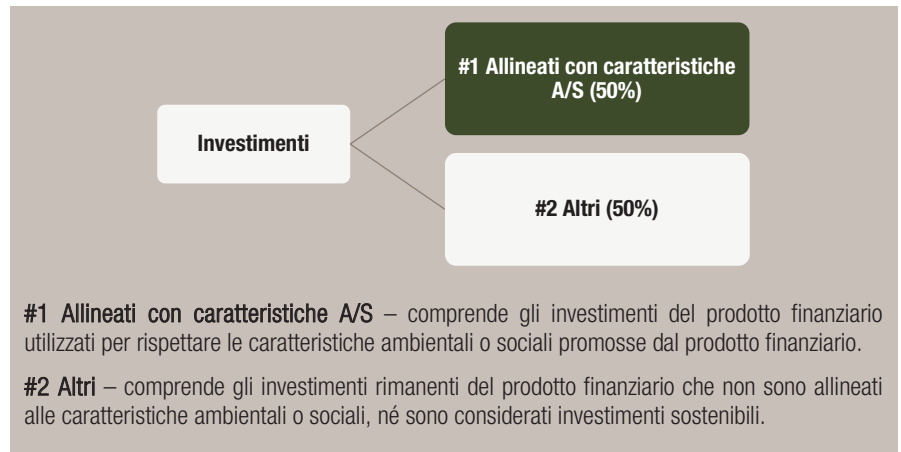 #1 Allineati con caratteristiche
A/S (50%)
Investimenti
#2 Altri (50%)
#1 Allineati con caratteristiche A/S – comprende gli investimenti del prodotto finanziario
utilizzati per rispettare le caratteristiche ambientali o sociali promosse dal prodotto finanziario.
#2 Altri – comprende gli investimenti rimanenti del prodotto finanziario che non sono allineati
alle caratteristiche ambientali o sociali, né sono considerati investimenti sostenibili.